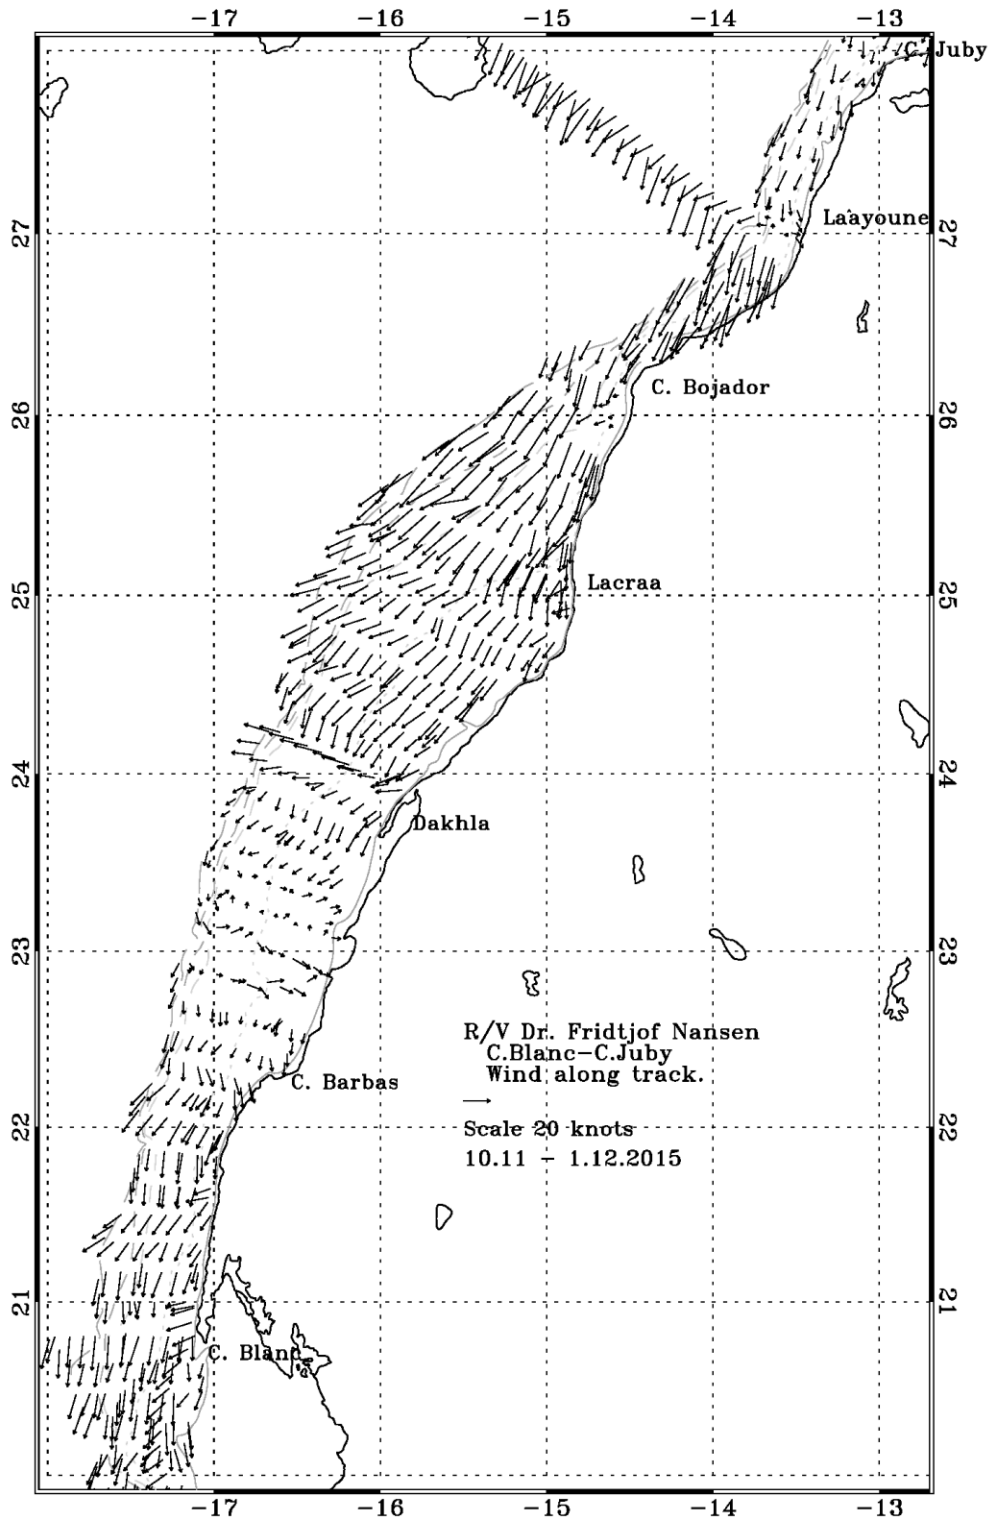 -17 -16 -15 -14 -13
C. Juby
Laayoune
27 27
C. Bojador
26 26
Lacraa
25 25
24 24
Dakhla
23 23
R/V Dr. Fridtjof Nansen
C.Blanc-C.Juby
Wind along track.
C. Barbas
Scale 20 knots
22 22
10.11 - 1.12.2015
21 21
C. Blanc
-17 -16 -15 -14 -13